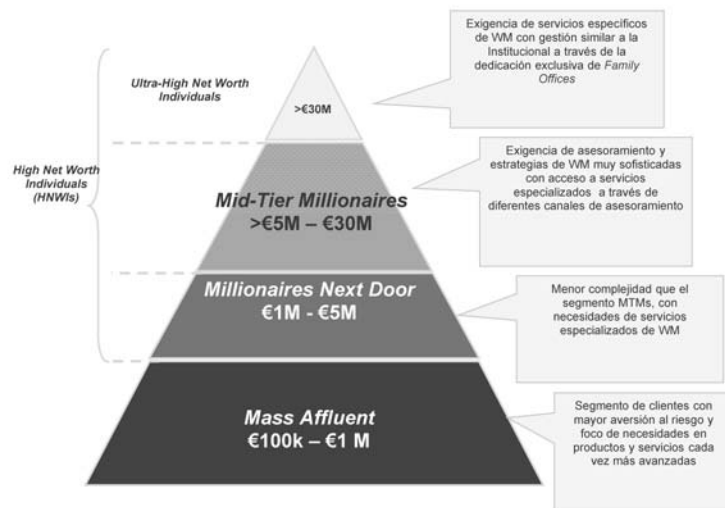 Exigencia de servicios específicos
de WM con gestión similar a la
Institucional a través de la
dedicación exclusiva de Family
Offices
Ultra-High Net Worth
Individuals
>€30M
High Net Worth
Individuals
(HNWIs)
Mid-Tier Millionaires
>€5M – €30M
Exigencia de asesoramiento y
estrategias de WM muy sofisticadas
con acceso a servicios
especializados a través de
diferentes canales de asesoramiento
Millionaires Next Door
€1M - €5M
Menor complejidad que el
segmento MTMs, con
necesidades de servicios
especializados de WM
Mass Affluent
€100k – €1 M
Segmento de clientes con
mayor aversión al riesgo y
foco de necesidades en
productos y servicios cada
vez más avanzadas